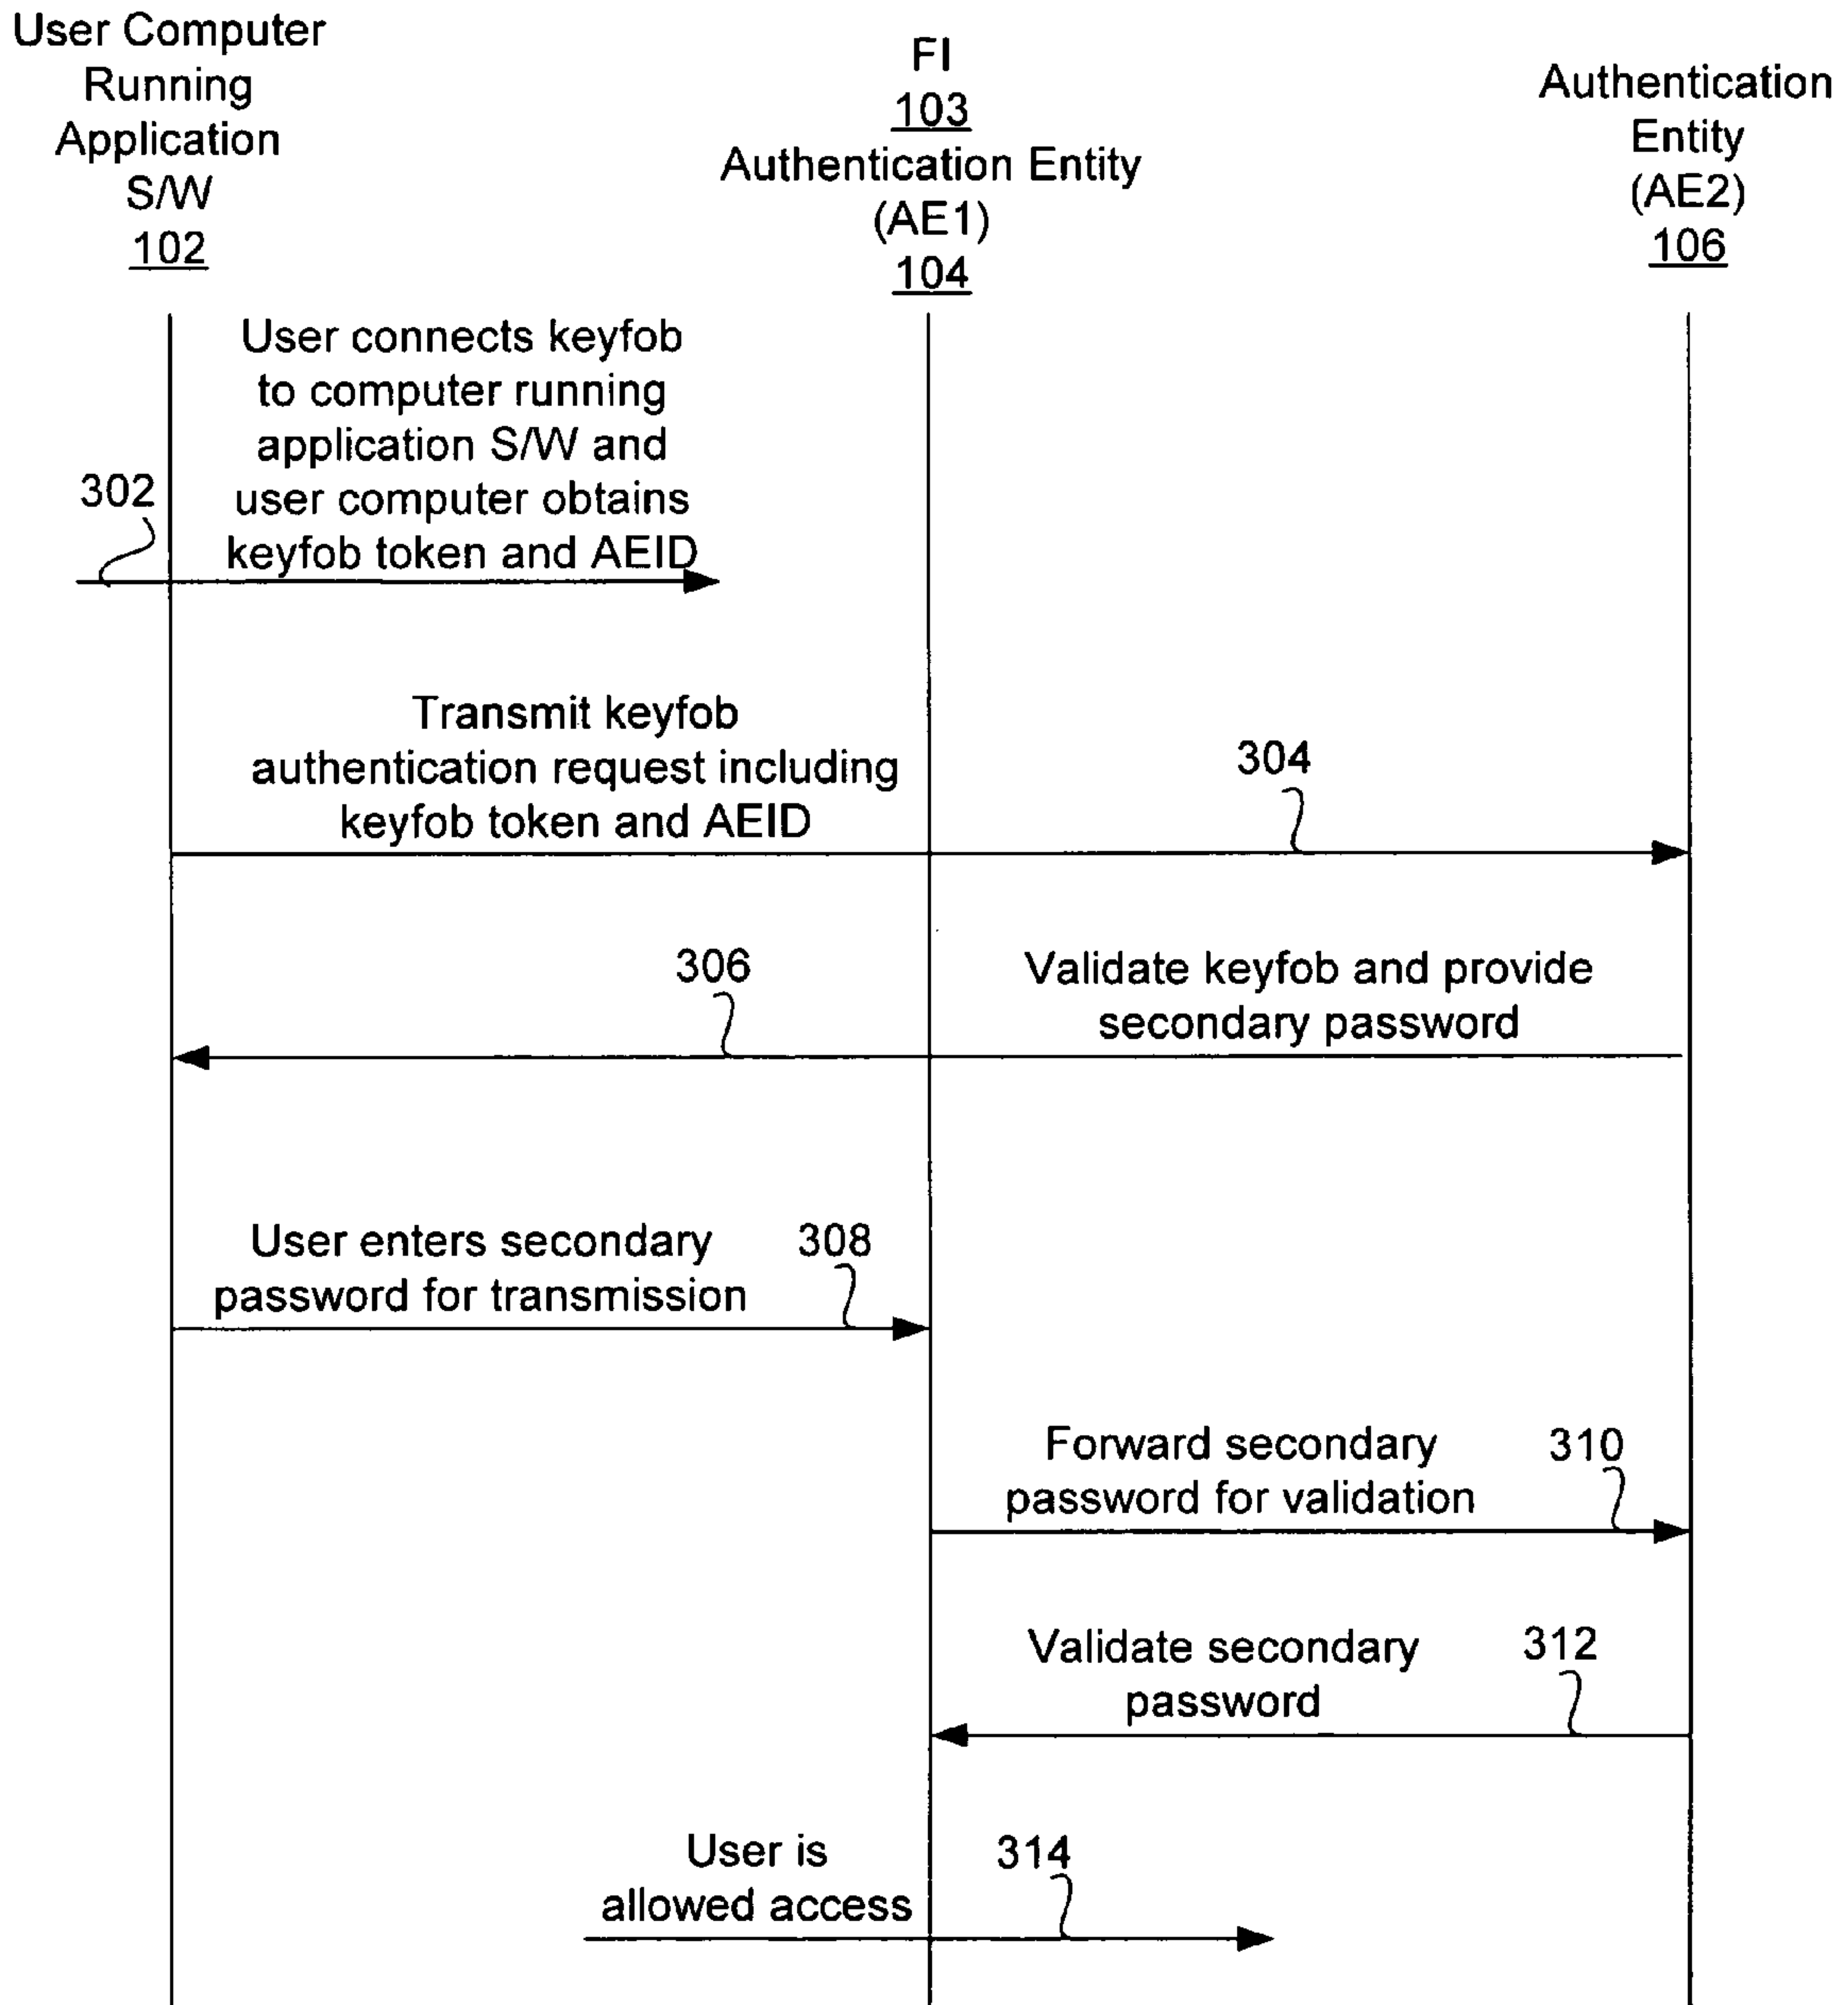 User Computer
Running
Application
S/W
102
FI
103
Authentication Entity
(AE1)
104
Authentication
Entity
(AE2)
106
User connects keyfob
to computer running
application S/W and
user computer obtains
keyfob token and AEID
302
Transmit keyfob
authentication request including
keyfob token and AEID
304
306
Validate keyfob and provide
secondary password
User enters secondary
password for transmission
308
Forward secondary
password for validation
310
Validate secondary
password
312
User is
allowed access
314